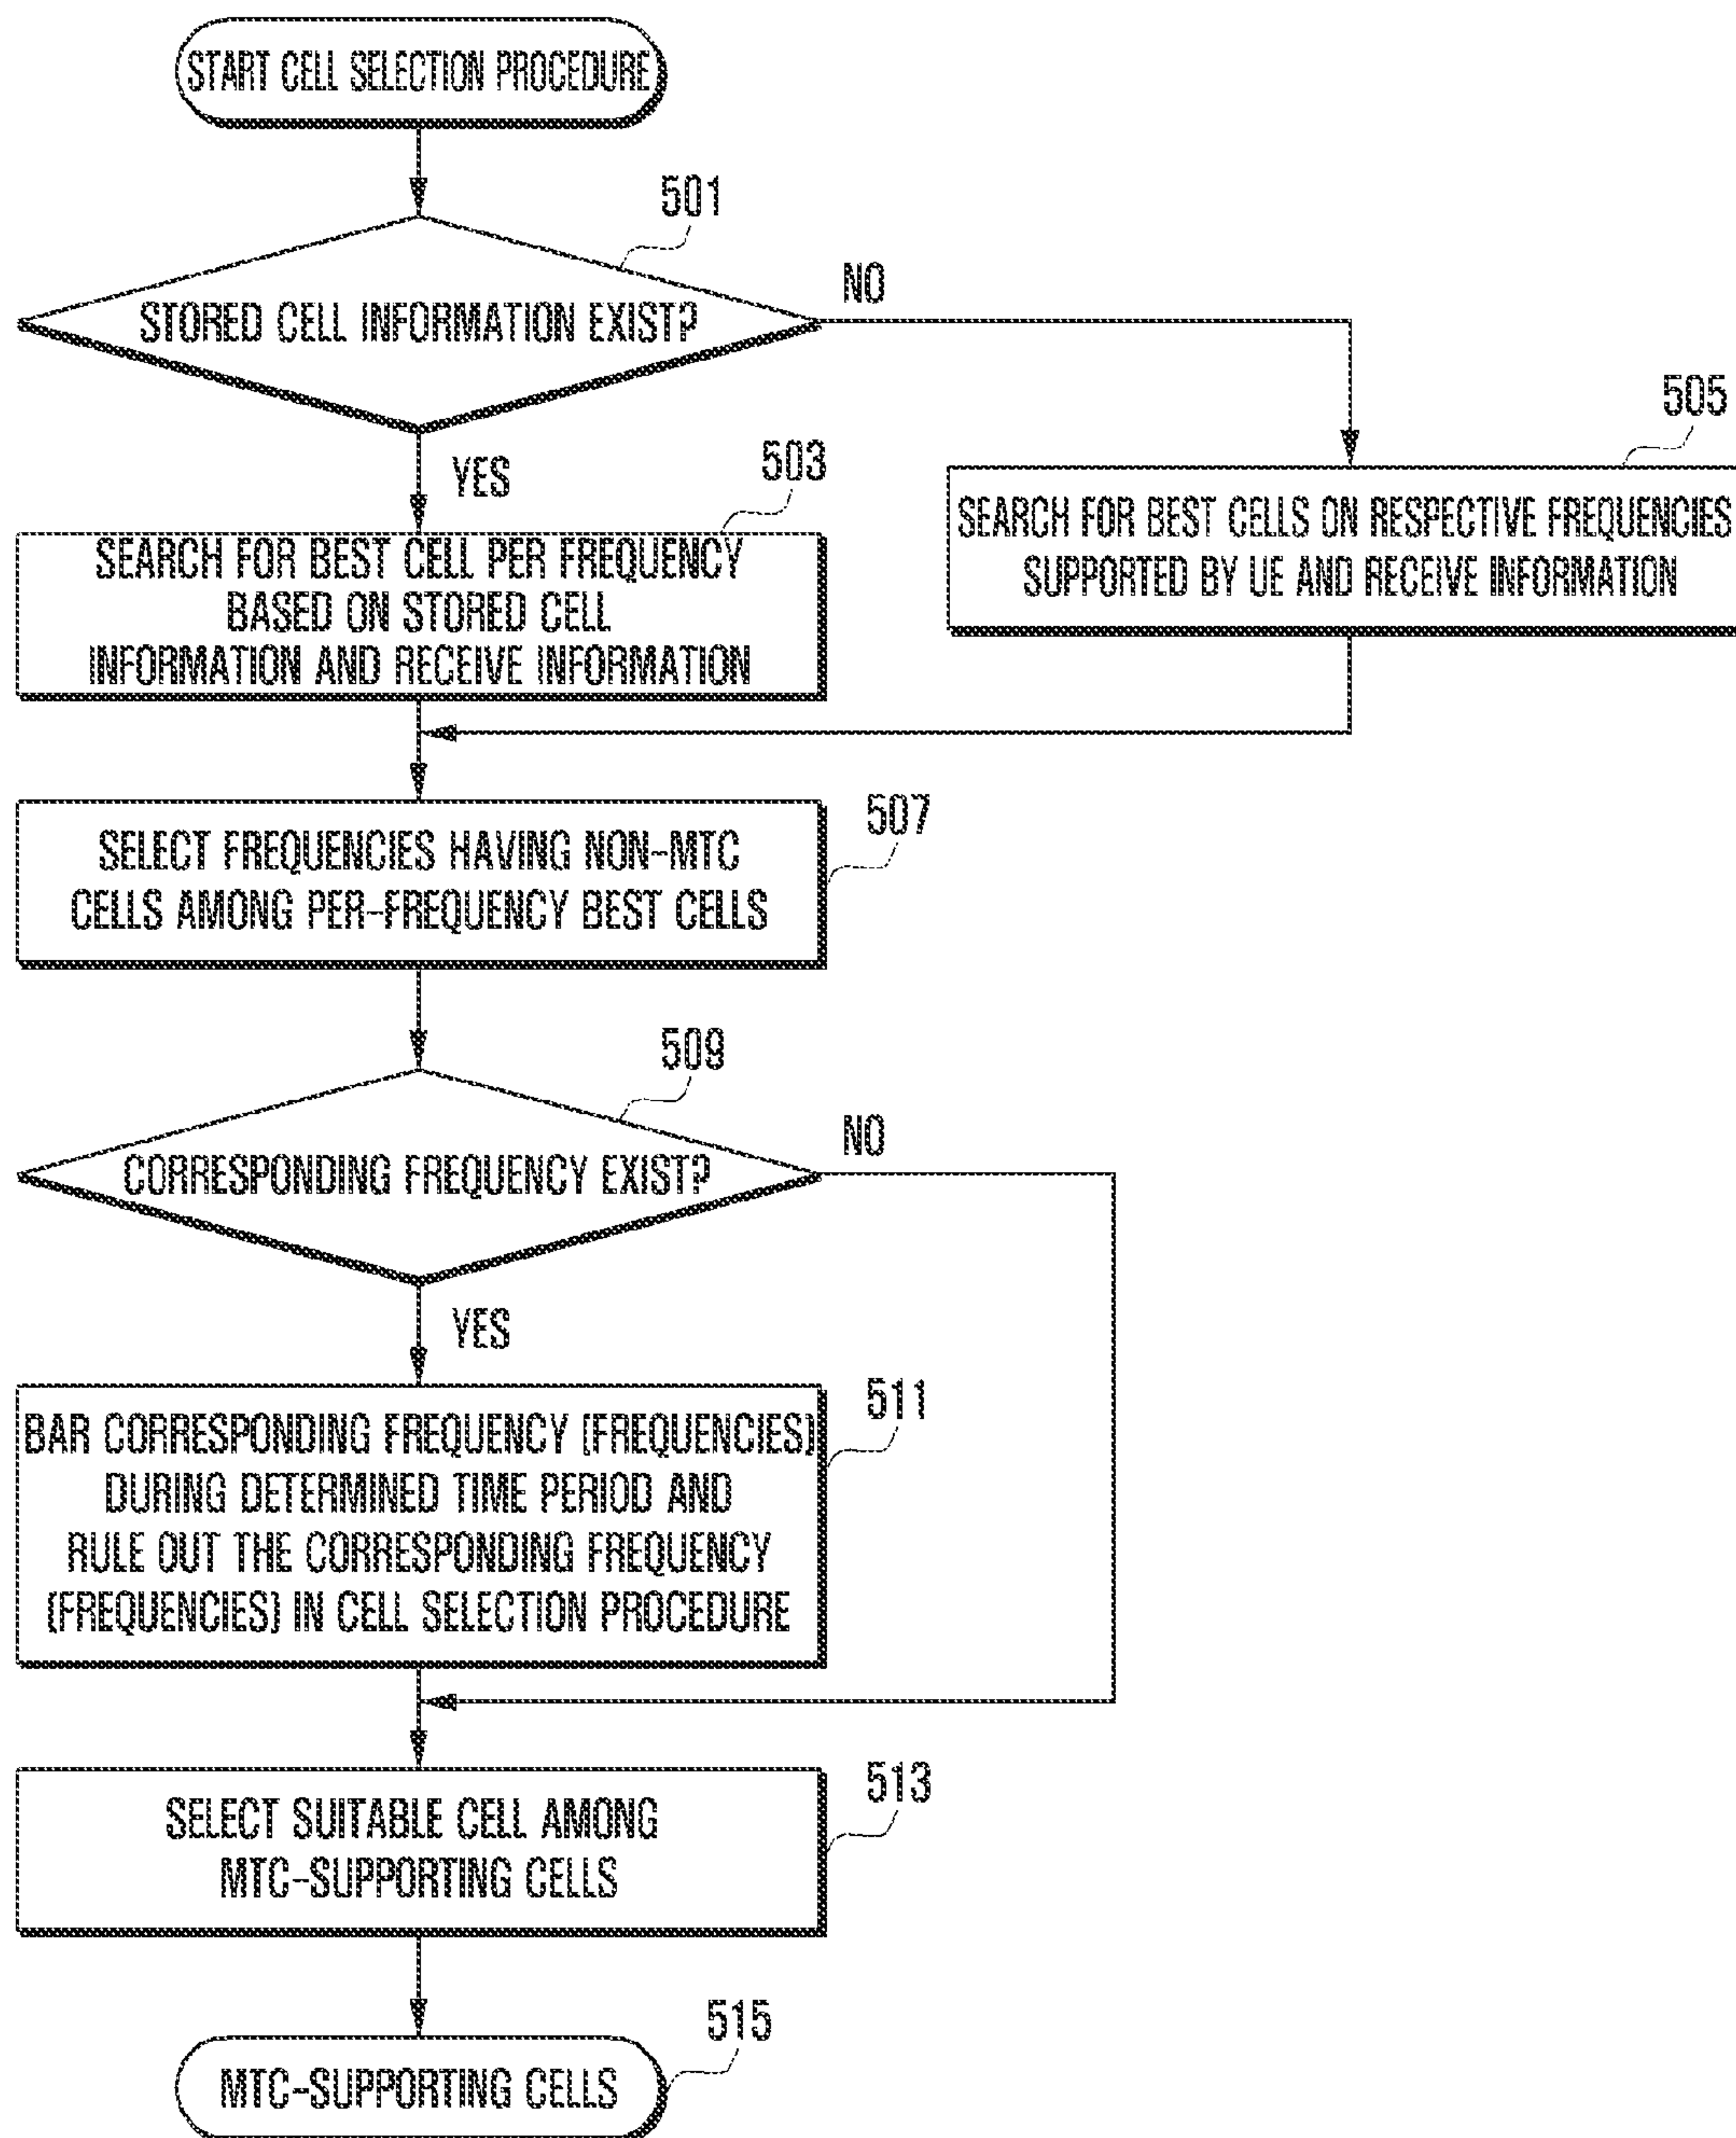 START CELL SELECTION PROCEDURE
501
STORED CELL INFORMATION EXIST?
NO
YES
503
SEARCH FOR BEST CELL PER FREQUENCY
BASED ON STORED CELL
INFORMATION AND RECEIVE INFORMATION
505
SEARCH FOR BEST CELLS ON RESPECTIVE FREQUENCIES
SUPPORTED BY UE AND RECEIVE INFORMATION
507
SELECT FREQUENCIES HAVING NON-MTC
CELLS AMONG PER-FREQUENCY BEST CELLS
509
CORRESPONDING FREQUENCY EXIST?
NO
YES
511
BAR CORRESPONDING FREQUENCY (FREQUENCIES)
DURING DETERMINED TIME PERIOD AND
RULE OUT THE CORRESPONDING FREQUENCY
(FREQUENCIES) IN CELL SELECTION PROCEDURE
513
SELECT SUITABLE CELL AMONG
MTC-SUPPORTING CELLS
515
MTC-SUPPORTING CELLS